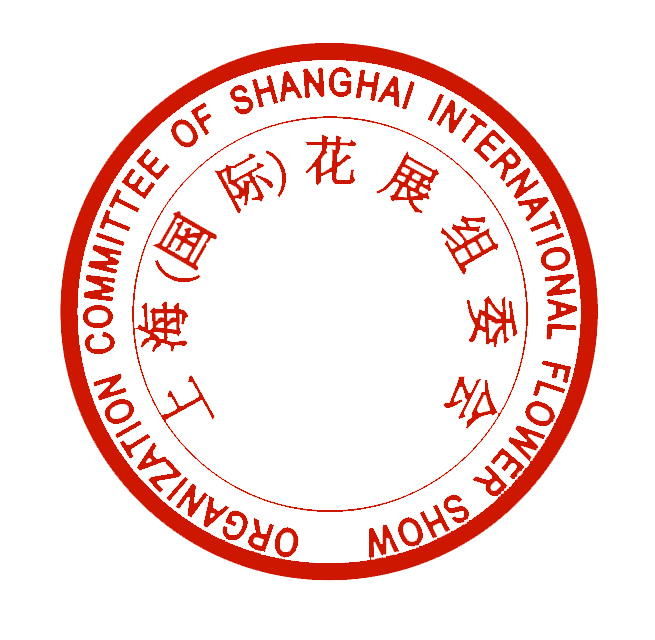 ORGANIZATION COMMITTEE OF SHANGHAI INTERNATIONAL FLOWER SHOW
上海(国际)花展组委会